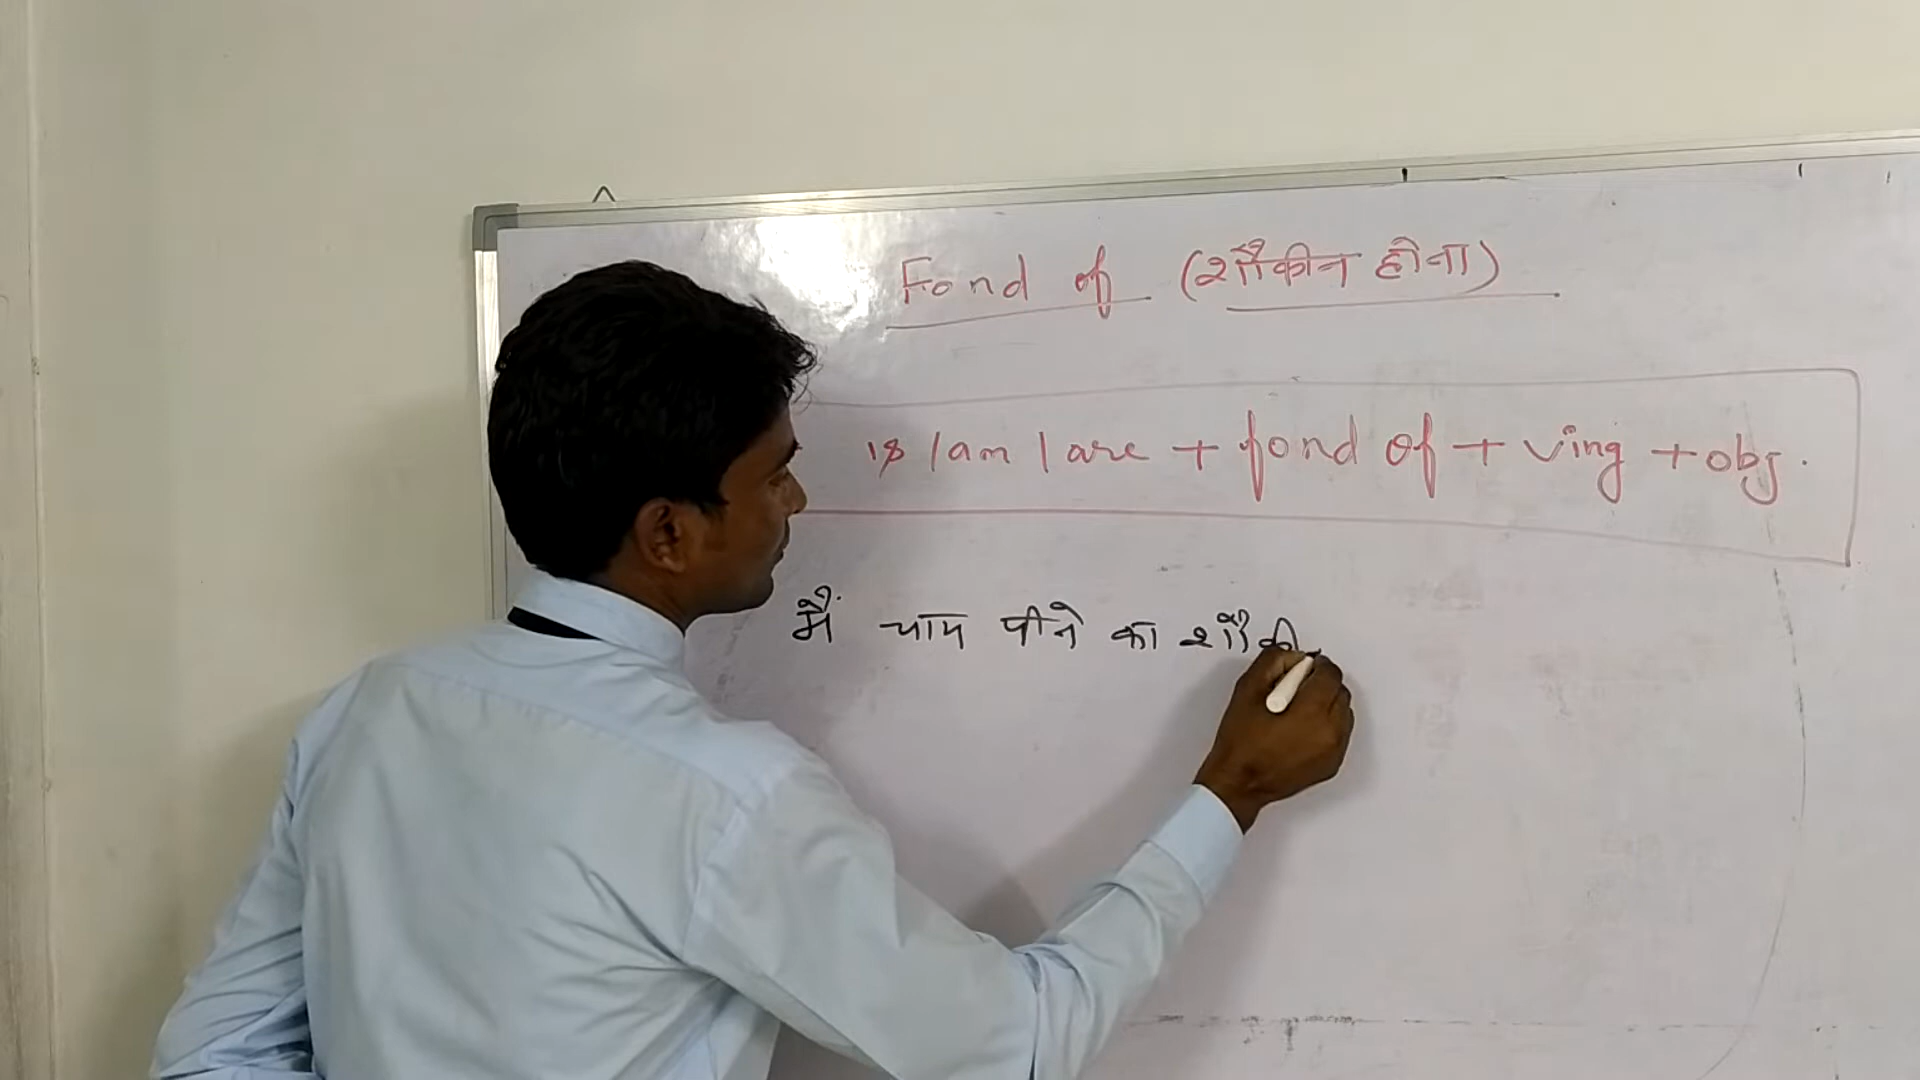 Fond of (शौकीन होना)
is / am / are + fond of + ving + obj.
मैं चाय पीने का शौकी